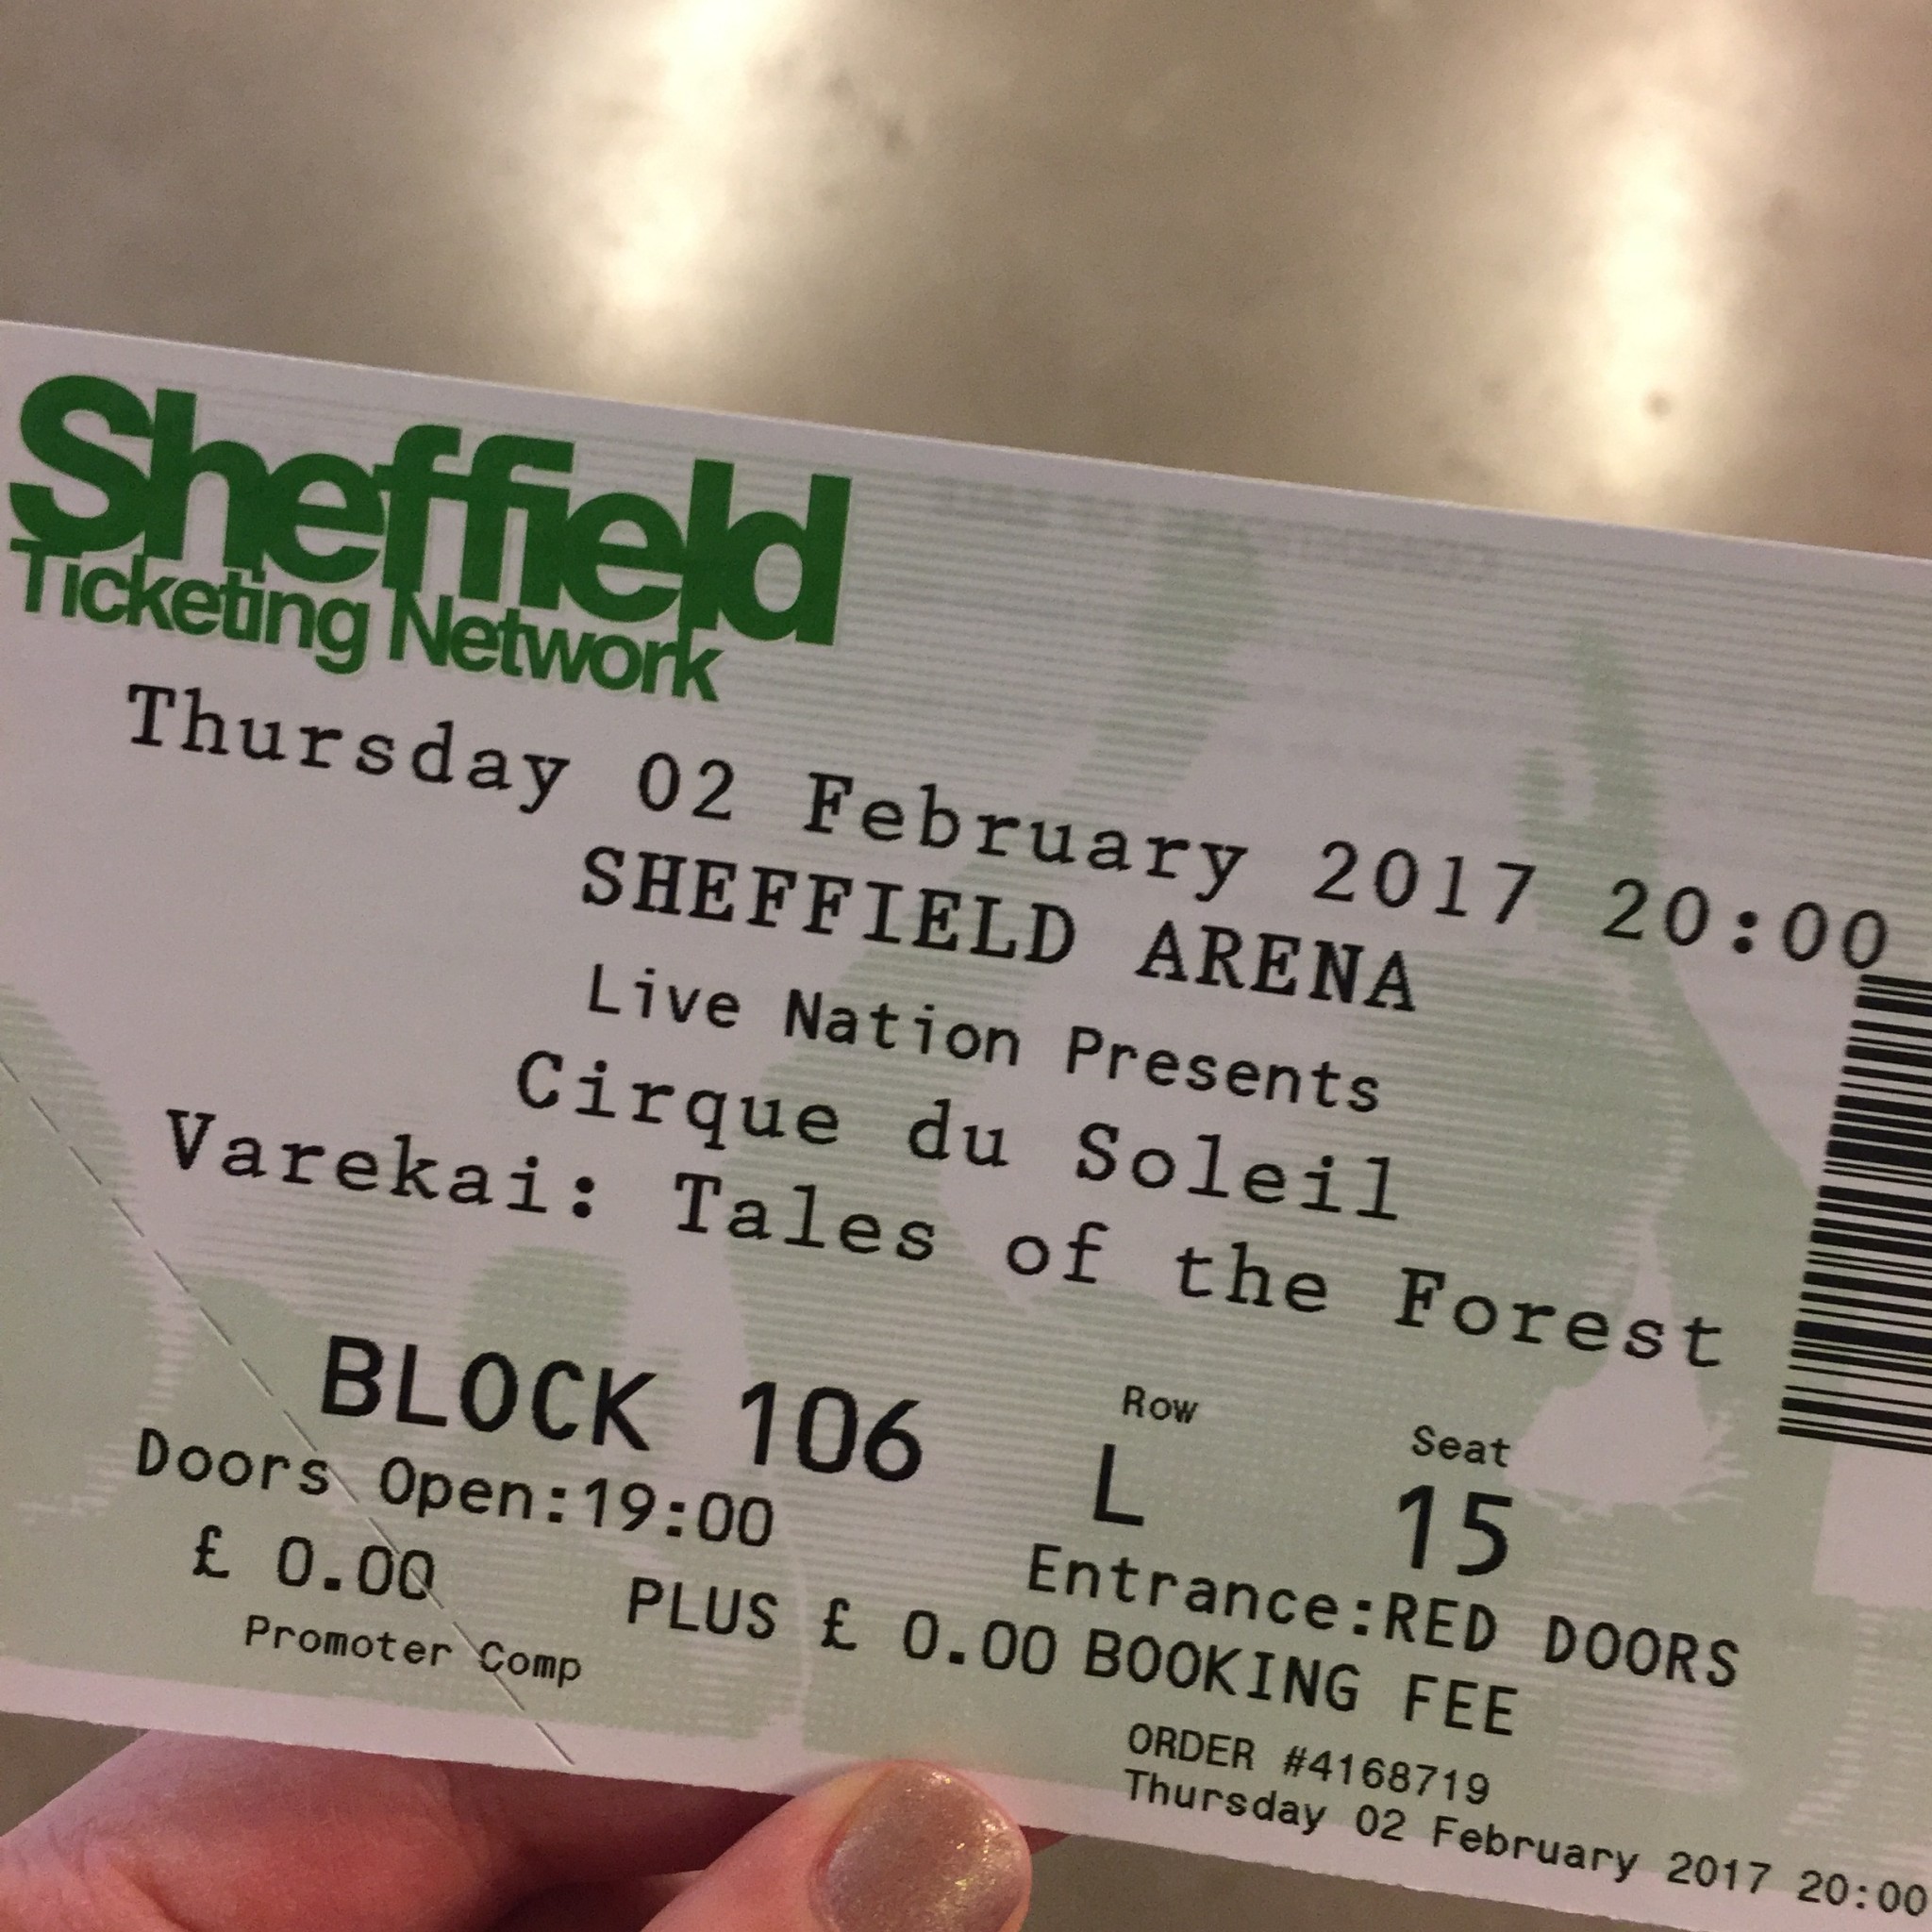 Sheffield
Ticketing Network
Thursday 02 February 2017 20:00
SHEFFIELD ARENA
Live Nation Presents
Cirque du Soleil
Varekai: Tales of the Forest
BLOCK 106
Row
L
Seat
15
Doors Open:19:00
Entrance:RED DOORS
£ 0.00
PLUS £ 0.00 BOOKING FEE
Promoter Comp
ORDER #4168719
Thursday 02 February 2017 20:00